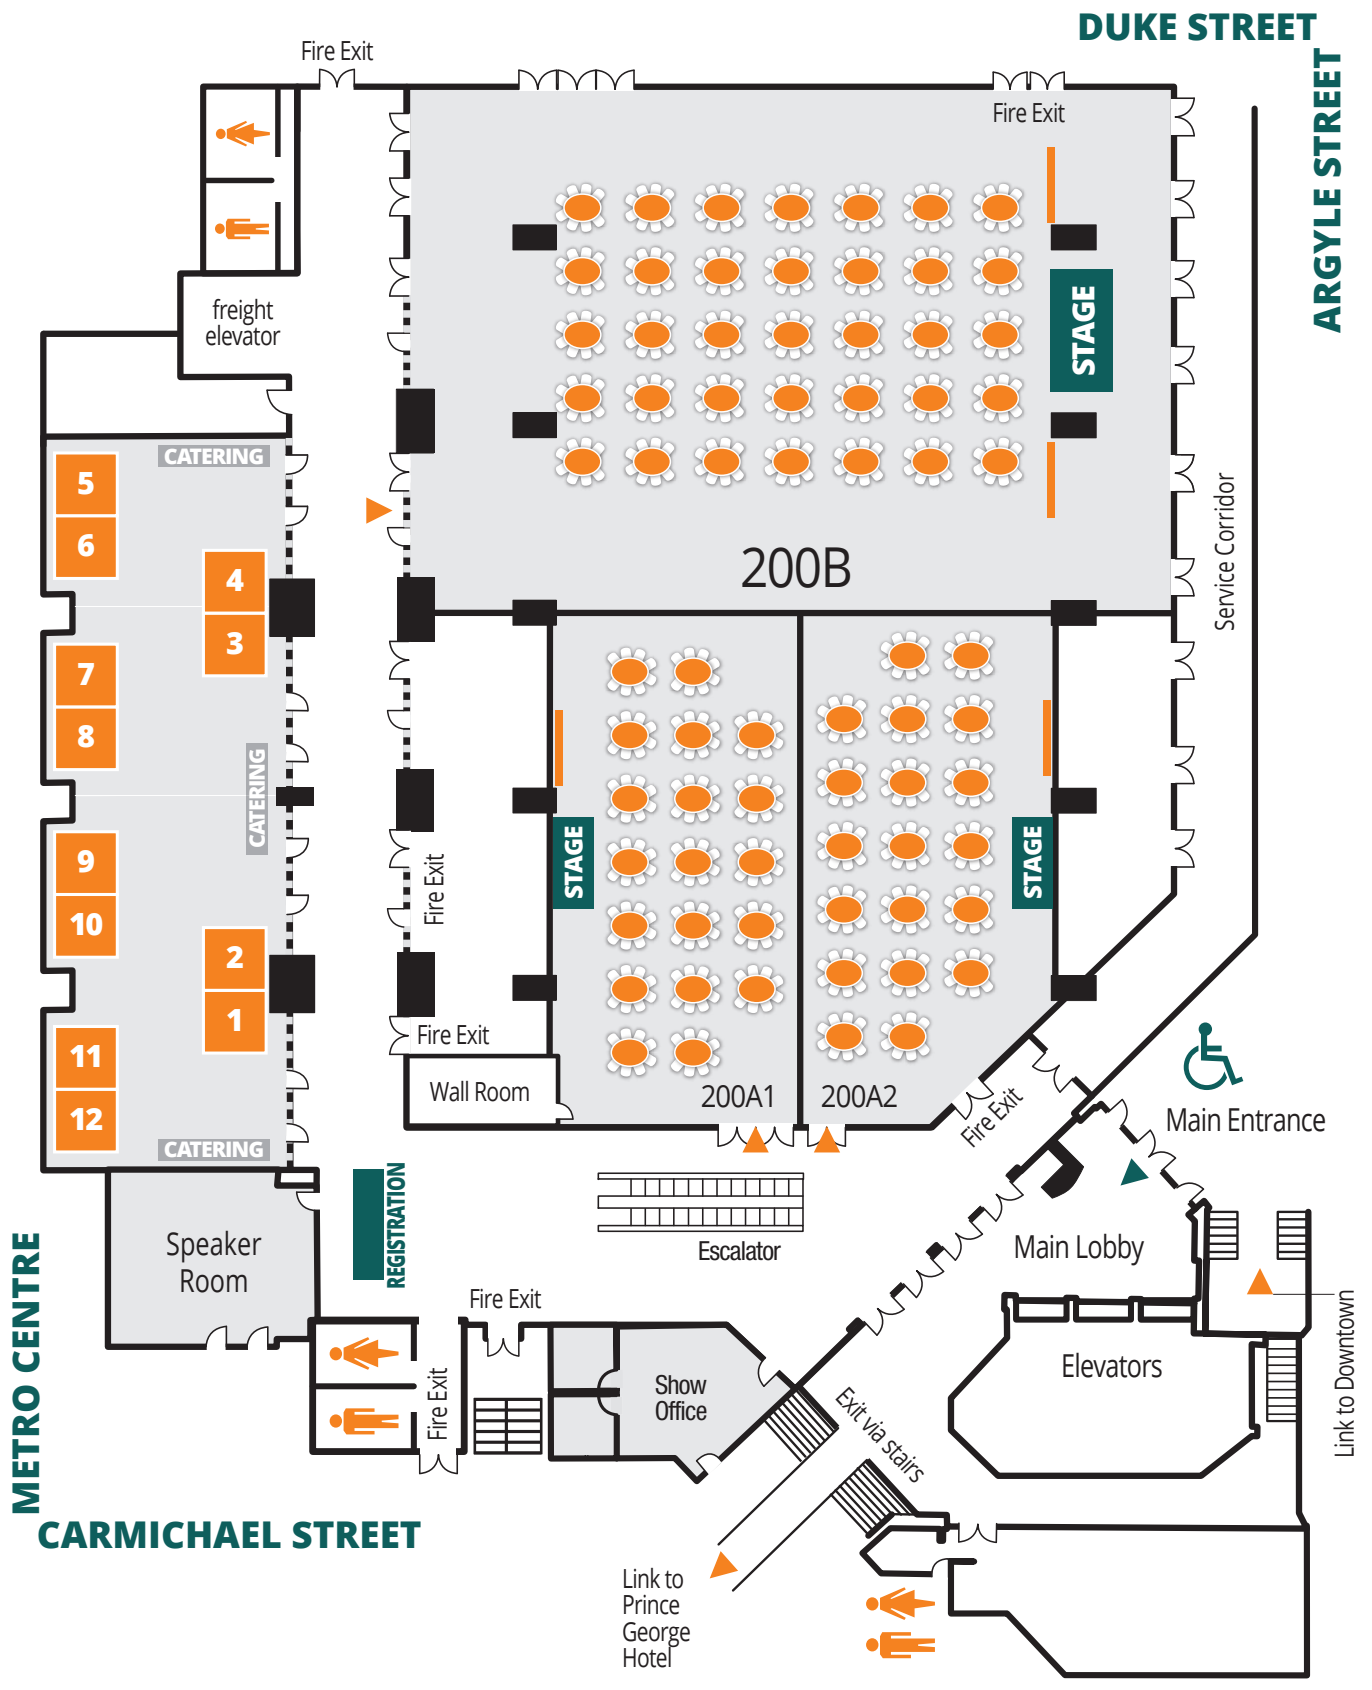 DUKE STREET
ARGYLE STREET
Fire Exit
Fire Exit
freight
elevator
STAGE
CATERING
5
6
4
3
Service Corridor
200B
7
8
CATERING
9
10
2
1
11
12
Fire Exit
STAGE
STAGE
Fire Exit
Wall Room
200A1
200A2
Fire Exit
Main Entrance
CATERING
REGISTRATION
Speaker
Room
Escalator
Main Lobby
METRO CENTRE
Fire Exit
Fire Exit
Show
Office
Exit via stairs
Elevators
Link to Downtown
CARMICHAEL STREET
Link to
Prince
George
Hotel